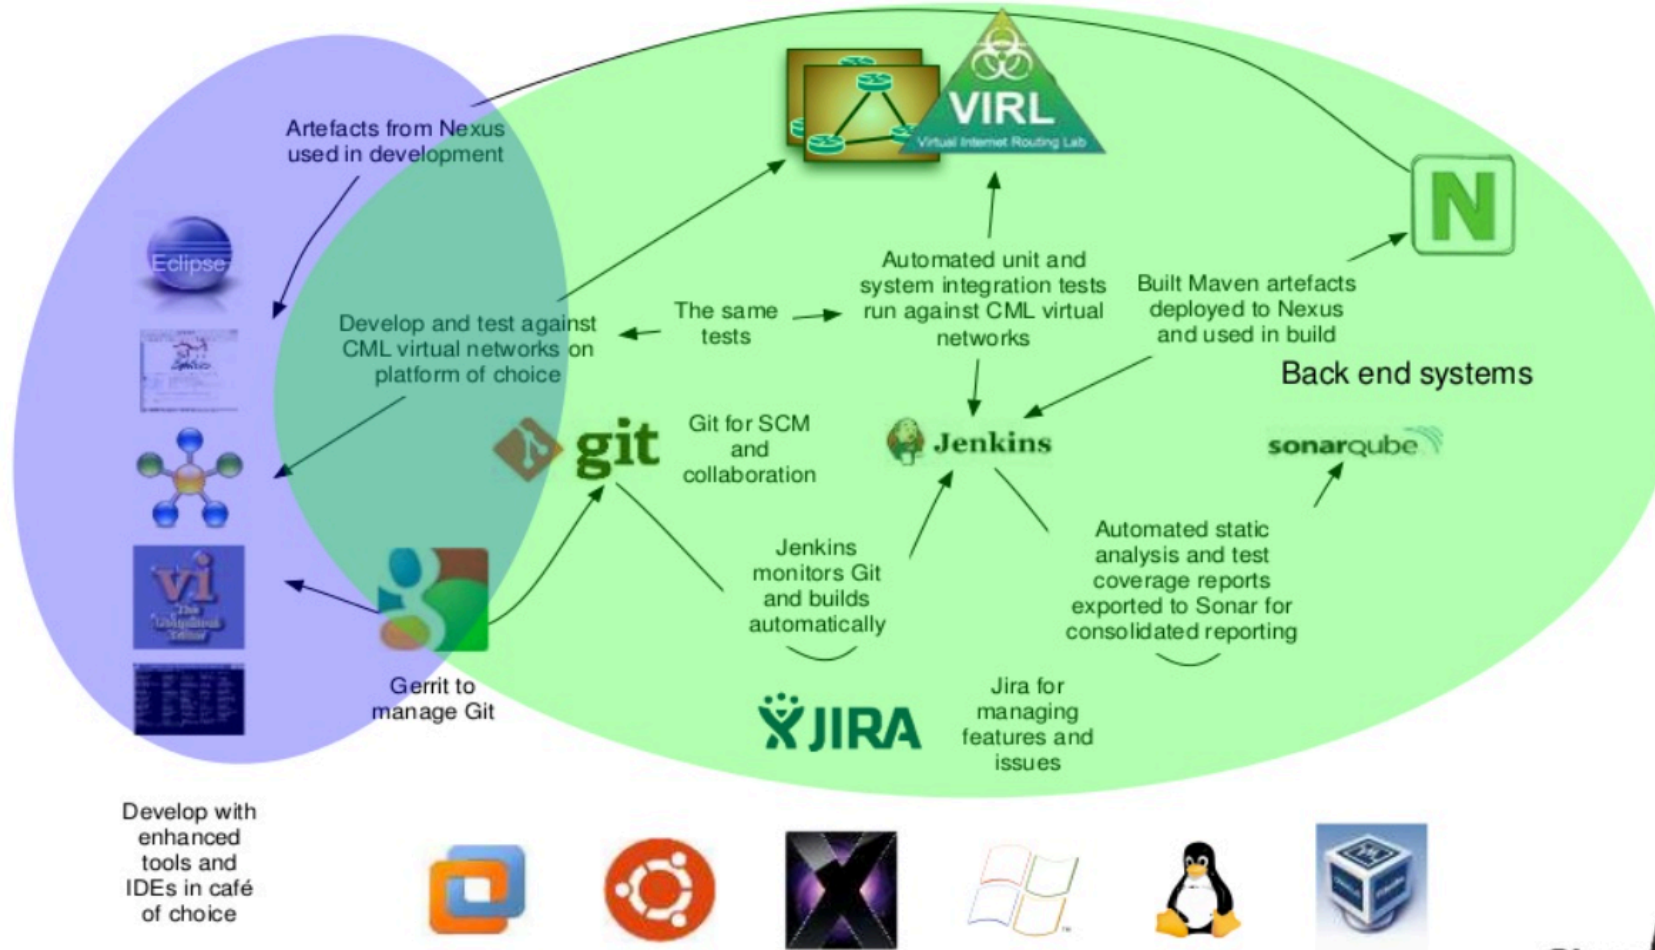 VIRL
Virtual Internet Routing Lab
Artefacts from Nexus
used in development
N
Eclipse
Automated unit and
system integration tests
run against CML virtual
networks
Built Maven artefacts
deployed to Nexus
and used in build
The same
tests
Develop and test against
CML virtual networks on
platform of choice
Back end systems
git
Git for SCM
and
collaboration
Jenkins
sonarqube
Jenkins
monitors Git
and builds
automatically
Automated static
analysis and test
coverage reports
exported to Sonar for
consolidated reporting
vi
The
Editor
g
Gerrit to
manage Git
JIRA
Jira for
managing
features and
issues
Develop with
enhanced
tools and
IDEs in café
of choice
X